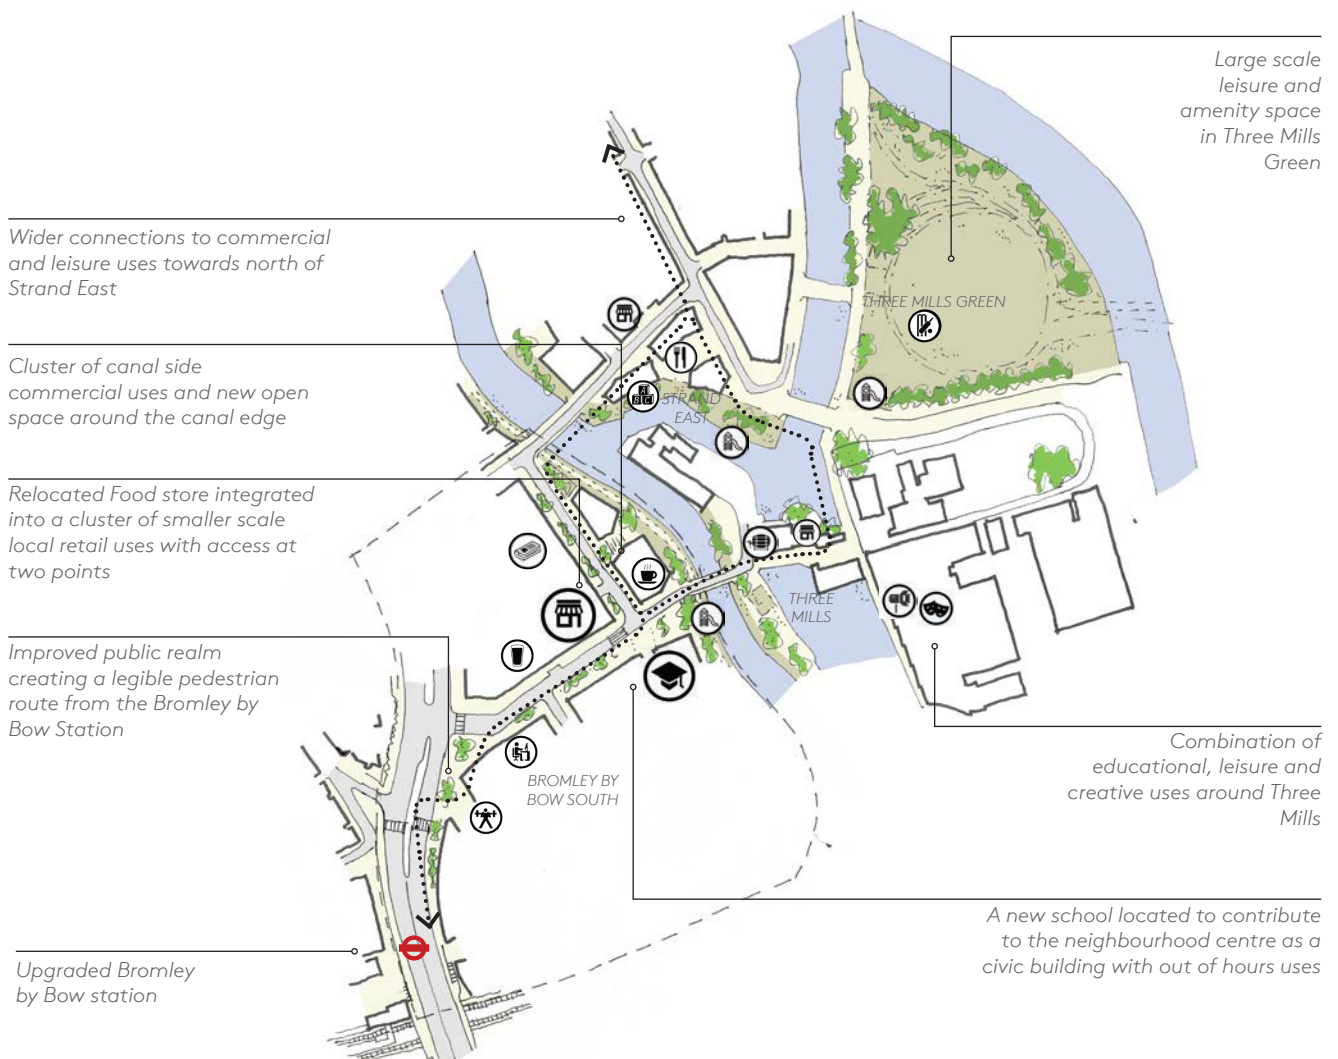 Large scale
leisure and
amenity space
in Three Mills
Green
Wider connections to commercial
and leisure uses towards north of
Strand East
THREE MILLS GREEN
Cluster of canal side
commercial uses and new open
space around the canal edge
A
B C
STRAND
EAST
Relocated Food store integrated
into a cluster of smaller scale
local retail uses with access at
two points
THREE
MILLS
Improved public realm
creating a legible pedestrian
route from the Bromley by
Bow Station
BROMLEY BY
BOW SOUTH
Combination of
educational, leisure and
creative uses around Three
Mills
A new school located to contribute
to the neighbourhood centre as a
civic building with out of hours uses
Upgraded Bromley
by Bow station